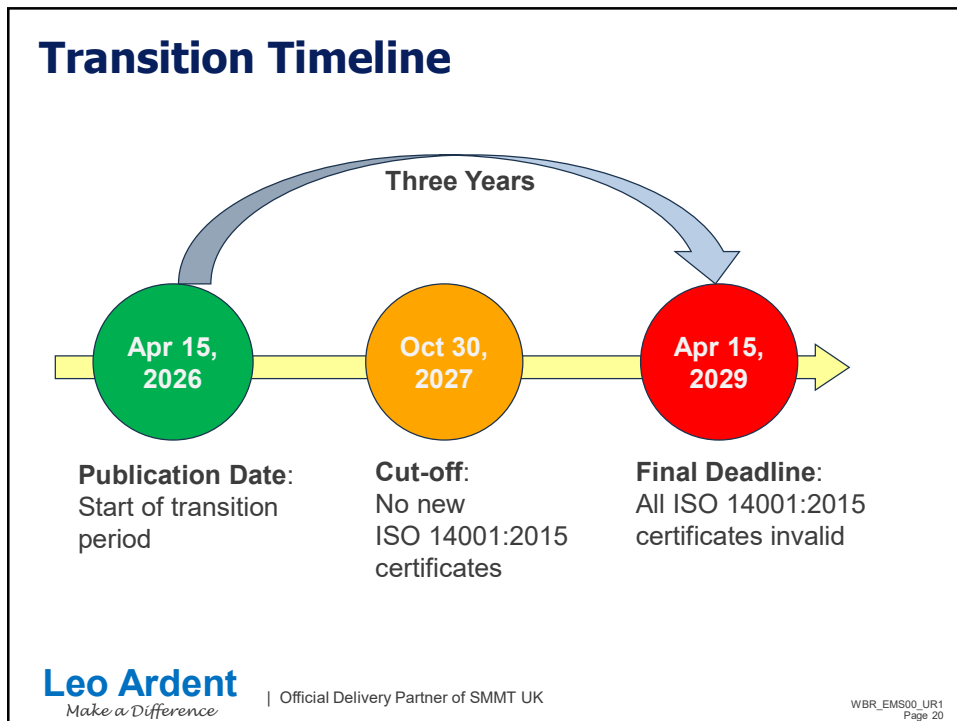 Transition Timeline
Three Years
Apr 15,
2026
Oct 30,
2027
Apr 15,
2029
Publication Date:
Start of transition
period
Cut-off:
No new
ISO 14001:2015
certificates
Final Deadline:
All ISO 14001:2015
certificates invalid
Leo Ardent
Make a Difference
| Official Delivery Partner of SMMT UK
WBR_EMS00_UR1
Page 20